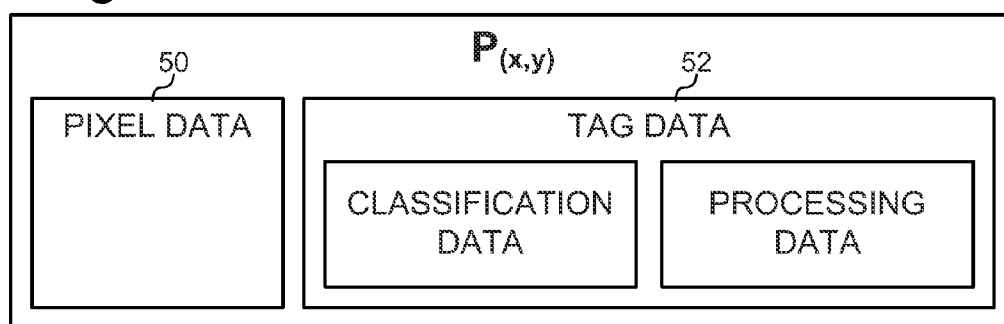 P(x,y)
50
52
PIXEL DATA
TAG DATA
CLASSIFICATION
DATA
PROCESSING
DATA